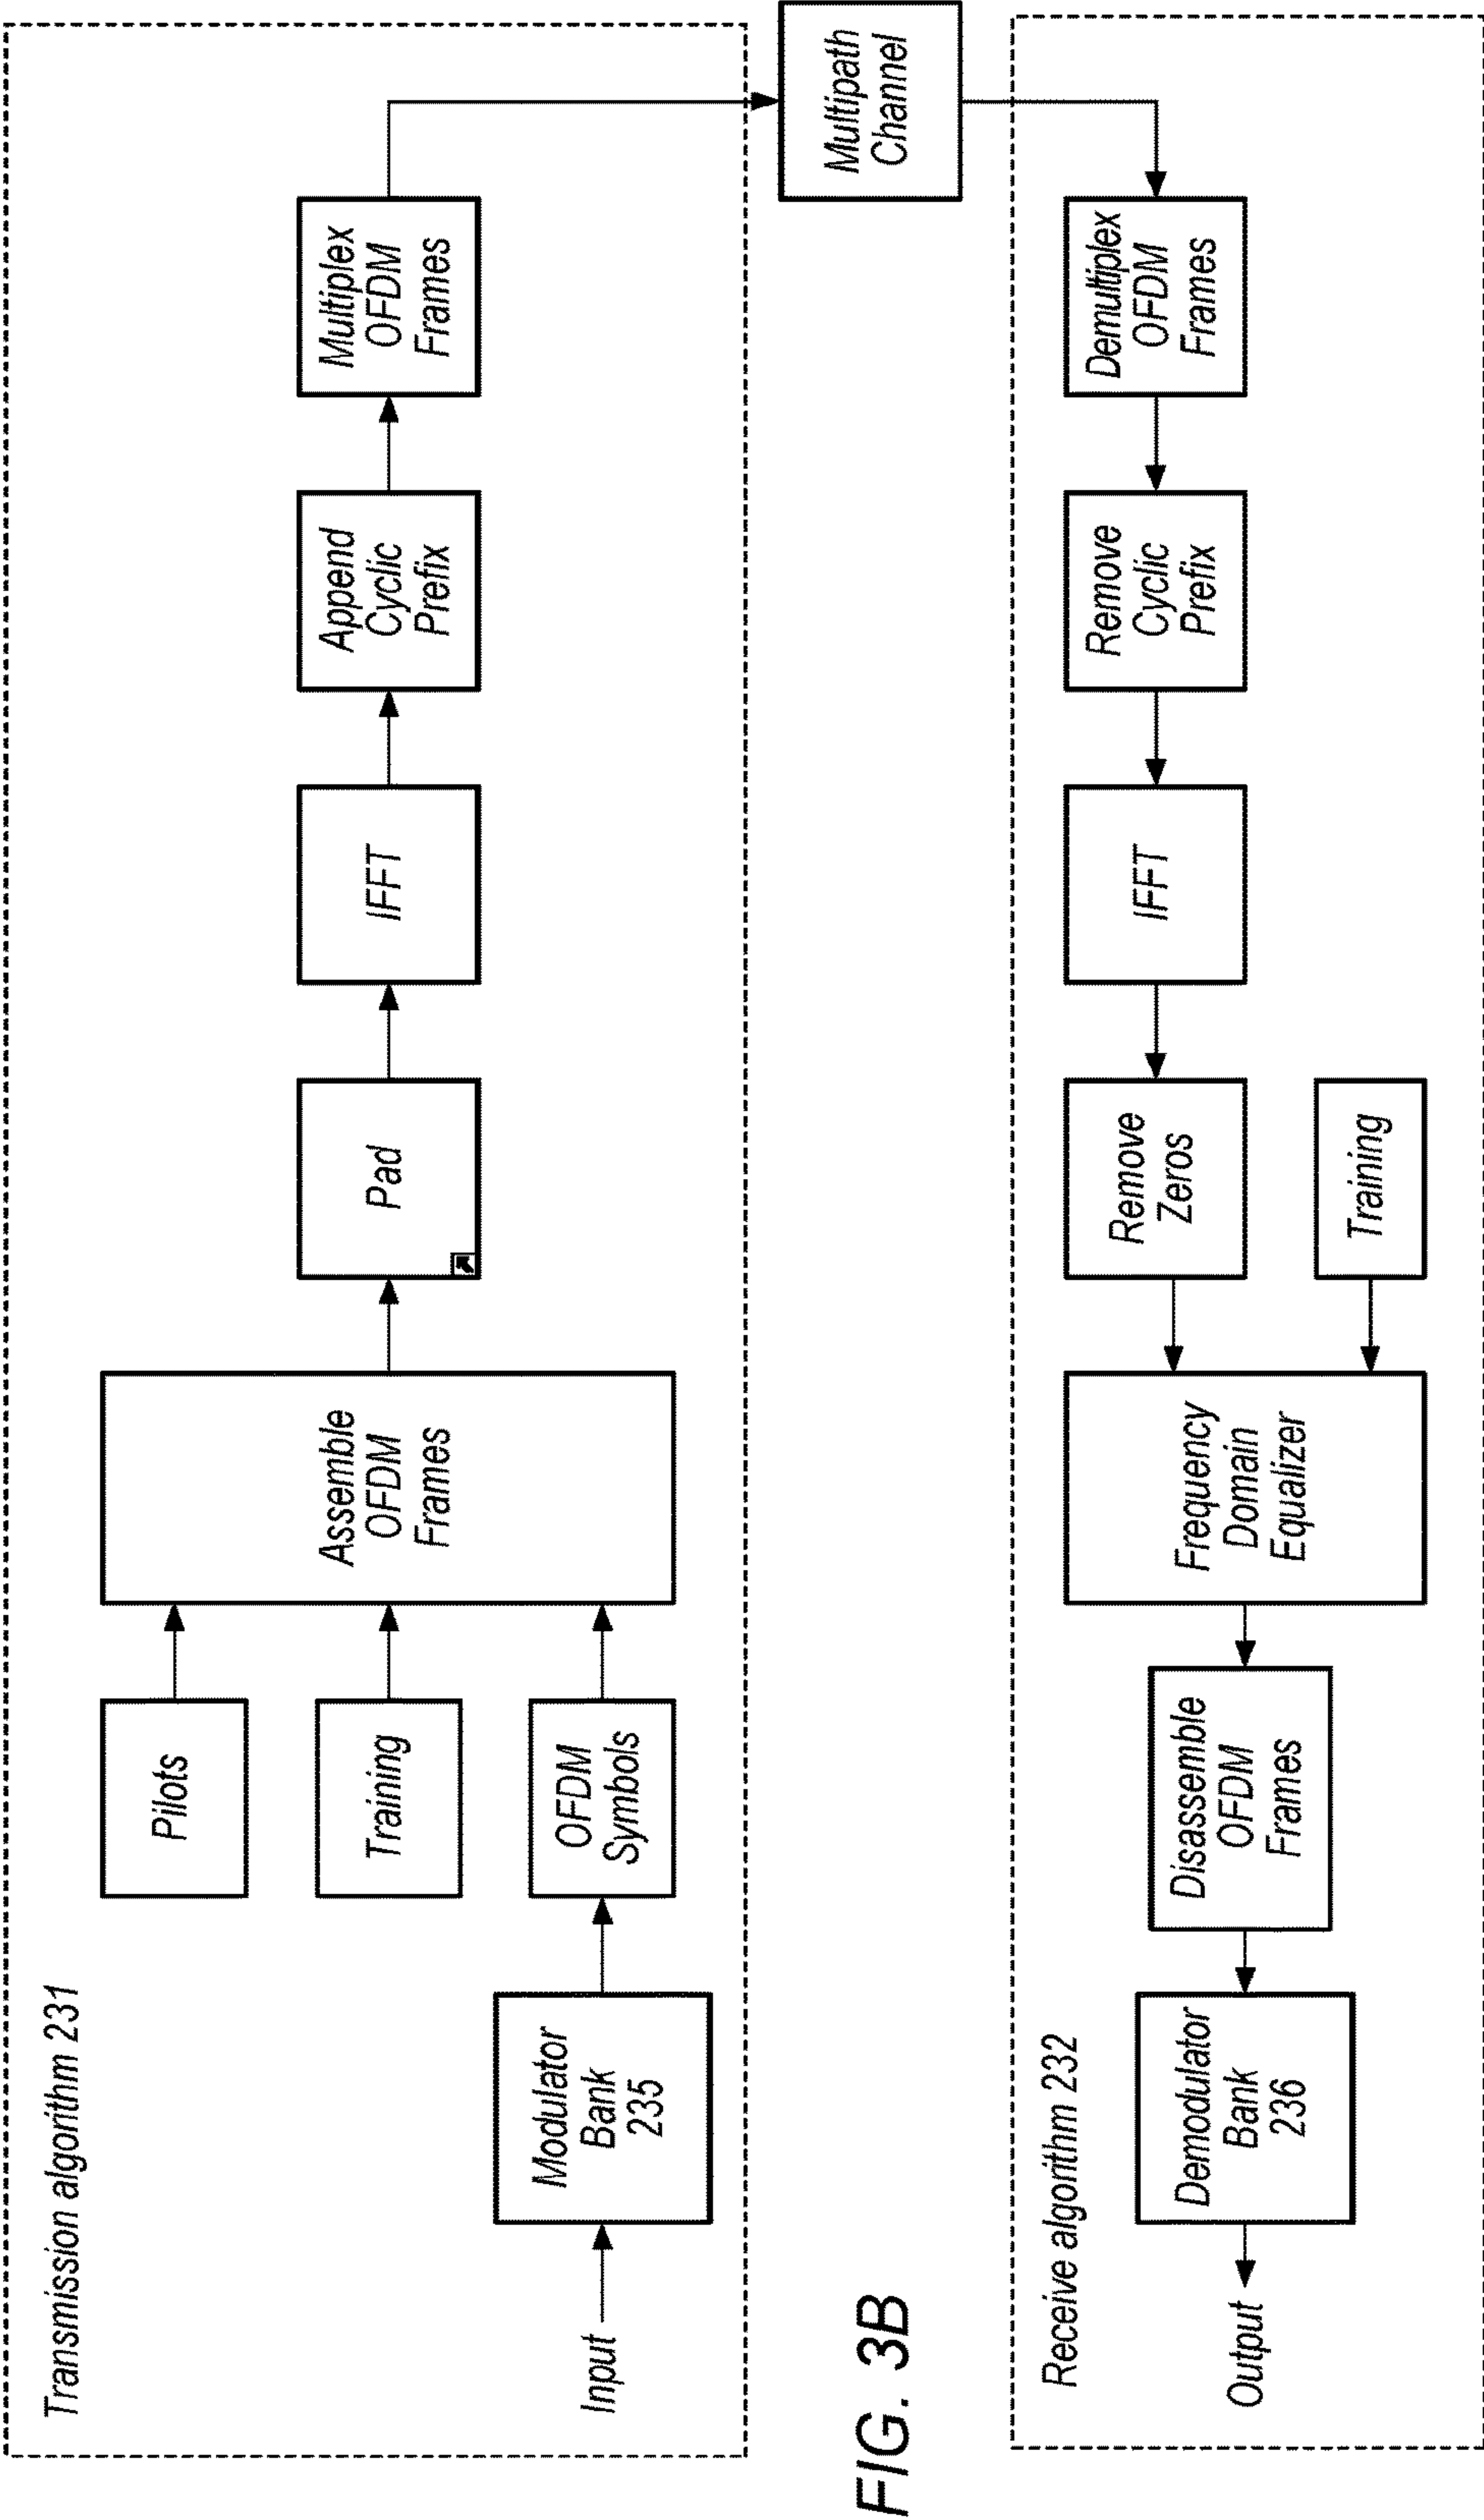 Transmission algorithm 231
Input
Modulator
Bank
235
Pilots
Training
OFDM
Symbols
Assemble
OFDM
Frames
Pad
IFFT
Append
Cyclic
Prefix
Multiplex
OFDM
Frames
Multipath
Channel
FIG. 3B
Receive algorithm 232
Demultiplex
OFDM
Frames
Remove
Cyclic
Prefix
IFFT
Remove
Zeros
Training
Frequency
Domain
Equalizer
Disassemble
OFDM
Frames
Demodulator
Bank
236
Output